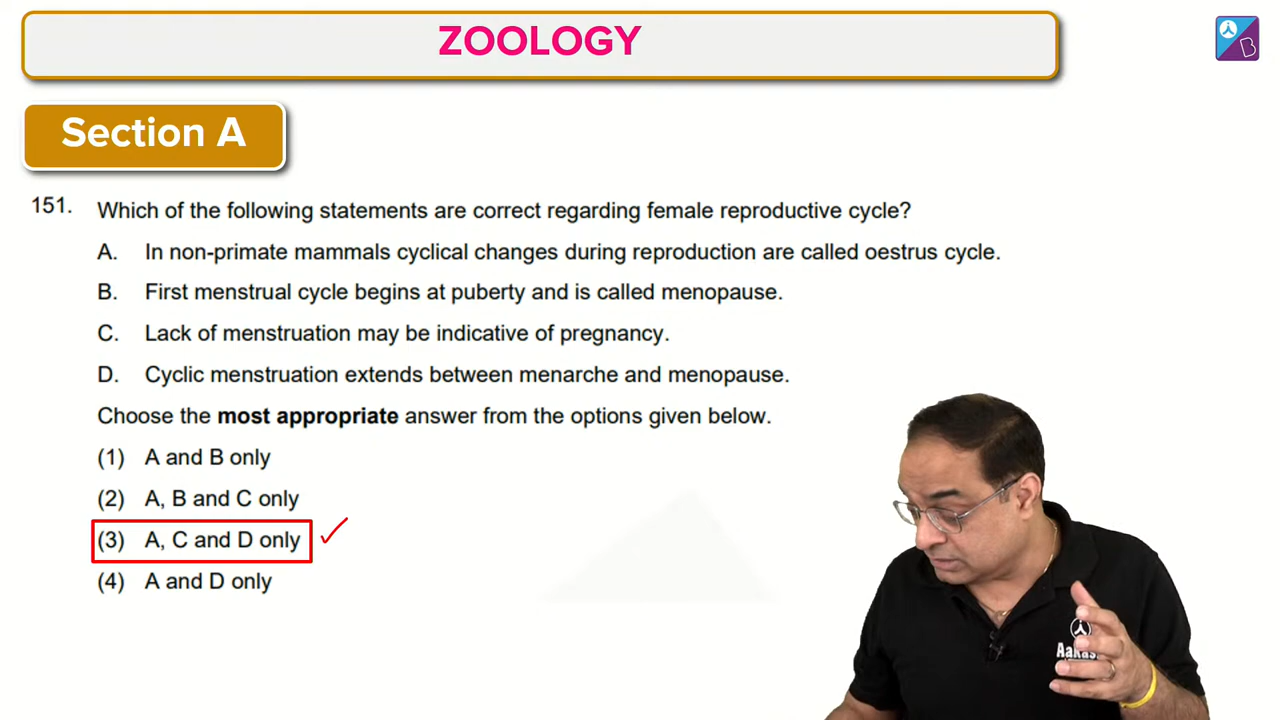 ZOOLOGY
Section A
151. Which of the following statements are correct regarding female reproductive cycle?
A. In non-primate mammals cyclical changes during reproduction are called oestrus cycle.
B. First menstrual cycle begins at puberty and is called menopause.
C. Lack of menstruation may be indicative of pregnancy.
D. Cyclic menstruation extends between menarche and menopause.
Choose the most appropriate answer from the options given below.
(1) A and B only
(2) A, B and C only
(3) A, C and D only
(4) A and D only
B